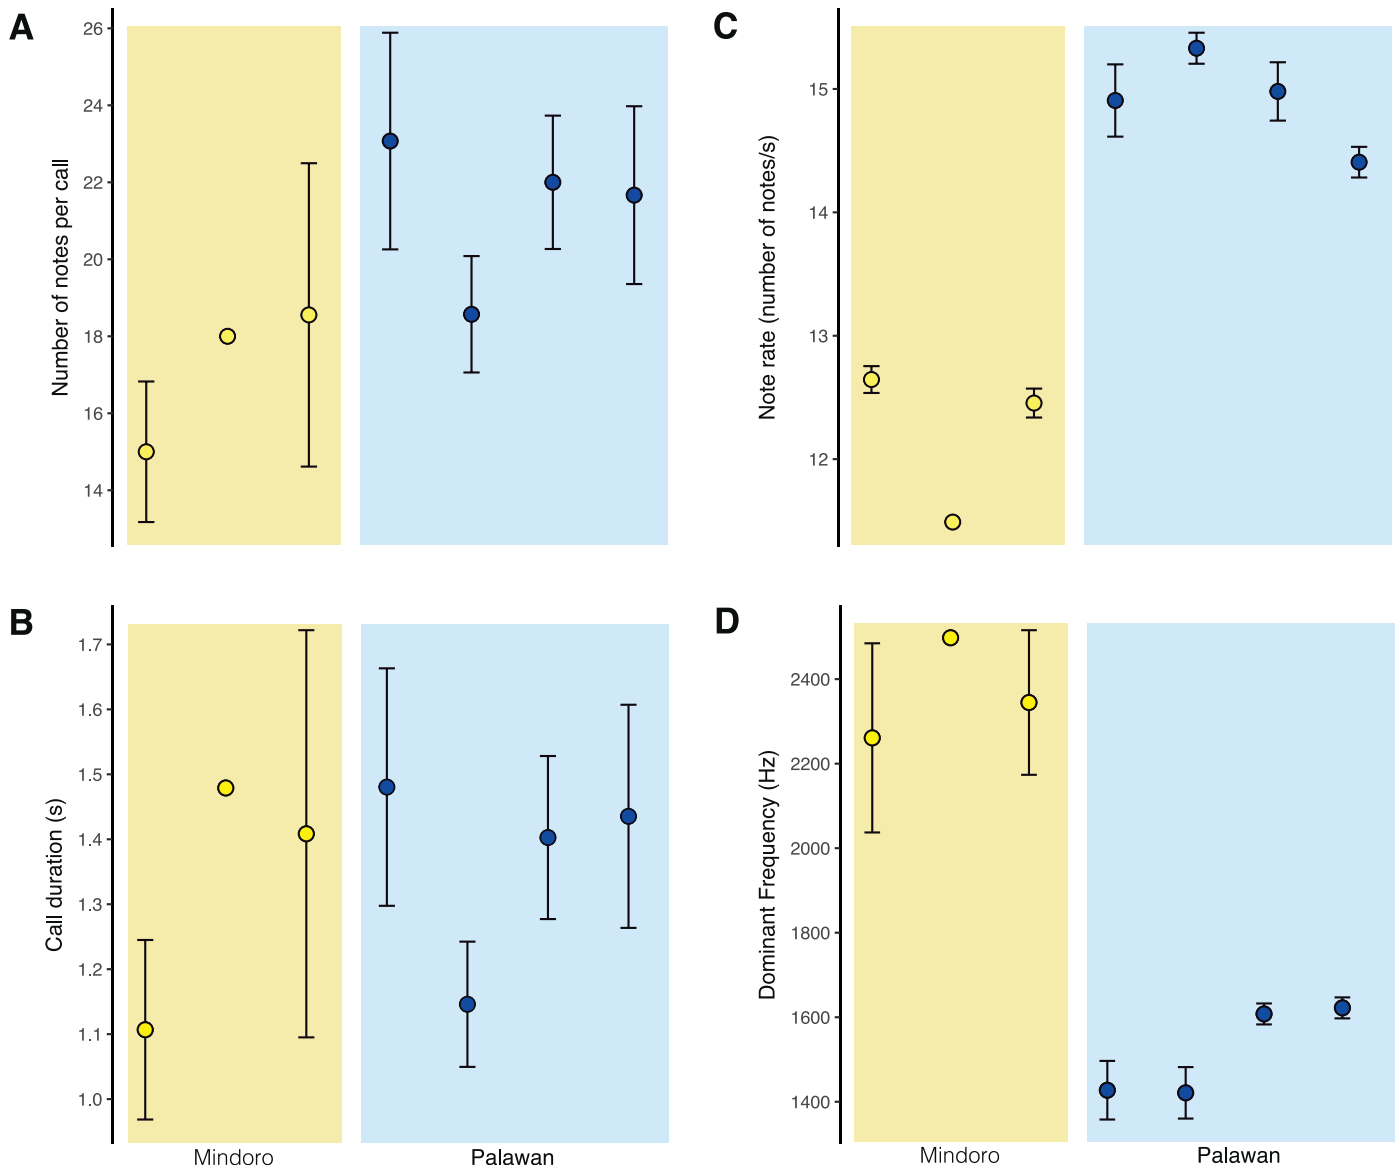 A
Number of notes per call
26
24
22
20
18
16
14
C
Note rate (number of notes/s)
15
14
13
12
B
Call duration (s)
1.7
1.6
1.5
1.4
1.3
1.2
1.1
1.0
Mindoro
Palawan
D
Dominant Frequency (Hz)
2400
2200
2000
1800
1600
1400
Mindoro
Palawan